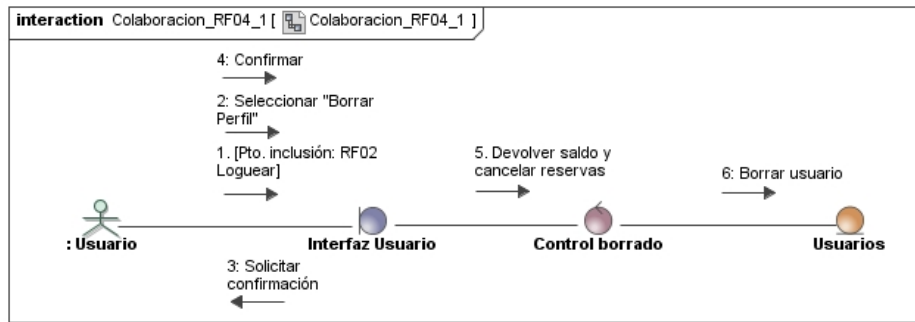 interaction Colaboracion_RF04_1 [ Colaboracion_RF04_1 ]
4: Confirmar
2: Seleccionar "Borrar
Perfil"
1. [Pto. inclusión: RF02
Loguear]
5. Devolver saldo y
cancelar reservas
6: Borrar usuario
: Usuario
Interfaz Usuario
Control borrado
Usuarios
3: Solicitar
confirmación